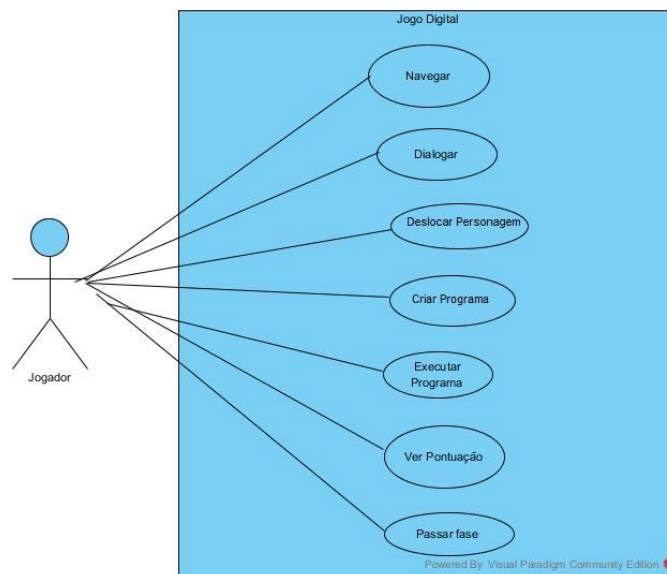 Jogo Digital
Navegar
Dialogar
Deslocar Personagem
Criar Programa
Executar
Programa
Jogador
Ver Pontuação
Passar fase
Powered By Visual Paradigm Community Edition